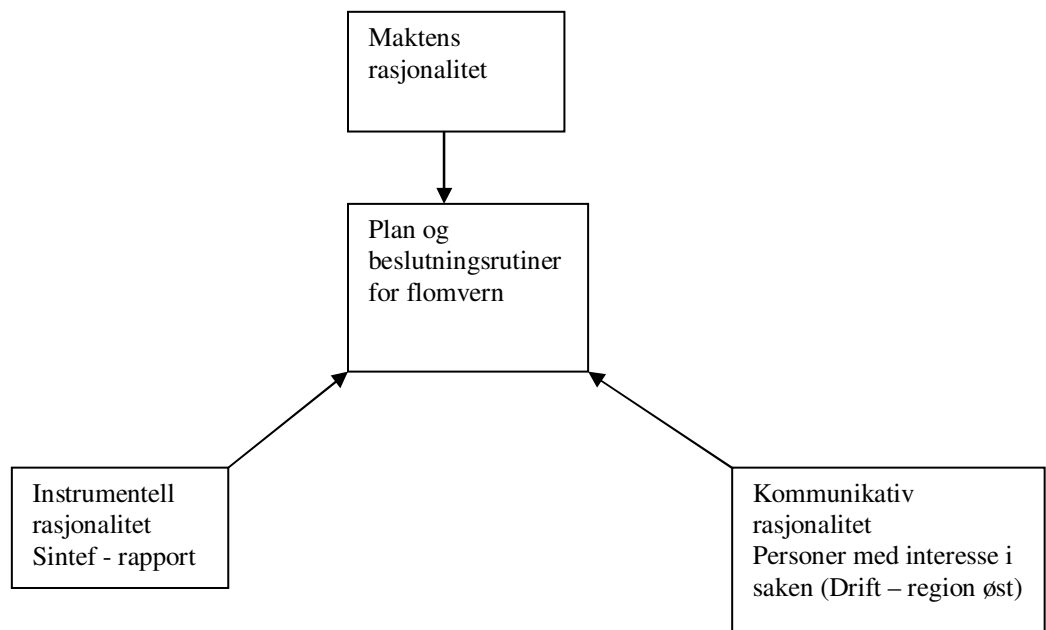 Maktens
rasjonalitet
Plan og
beslutningsrutiner
for flomvern
Instrumentell
rasjonalitet
Sintef - rapport
Kommunikativ
rasjonalitet
Personer med interesse i
saken (Drift – region øst)